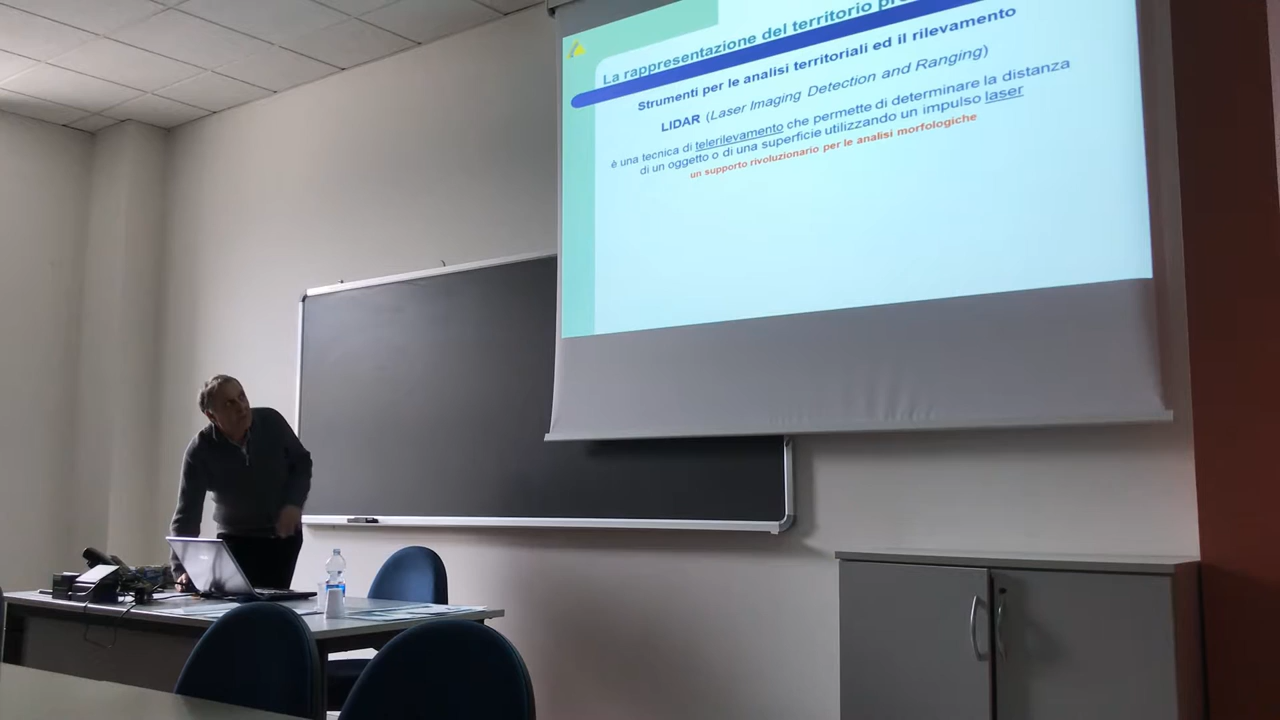 La rappresentazione del territorio
Strumenti per le analisi territoriali ed il rilevamento
LIDAR (Laser Imaging Detection and Ranging)
è una tecnica di telerilevamento che permette di determinare la distanza
di un oggetto o di una superficie utilizzando un impulso laser
un supporto rivoluzionario per le analisi morfologiche